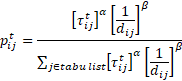 p_{ij}^{t} = \frac{[\tau_{ij}^{t}]^{\alpha} [\frac{1}{d_{ij}}]^{\beta}}{\sum_{j \in tabu list} [\tau_{ij}^{t}]^{\alpha} [\frac{1}{d_{ij}}]^{\beta}}